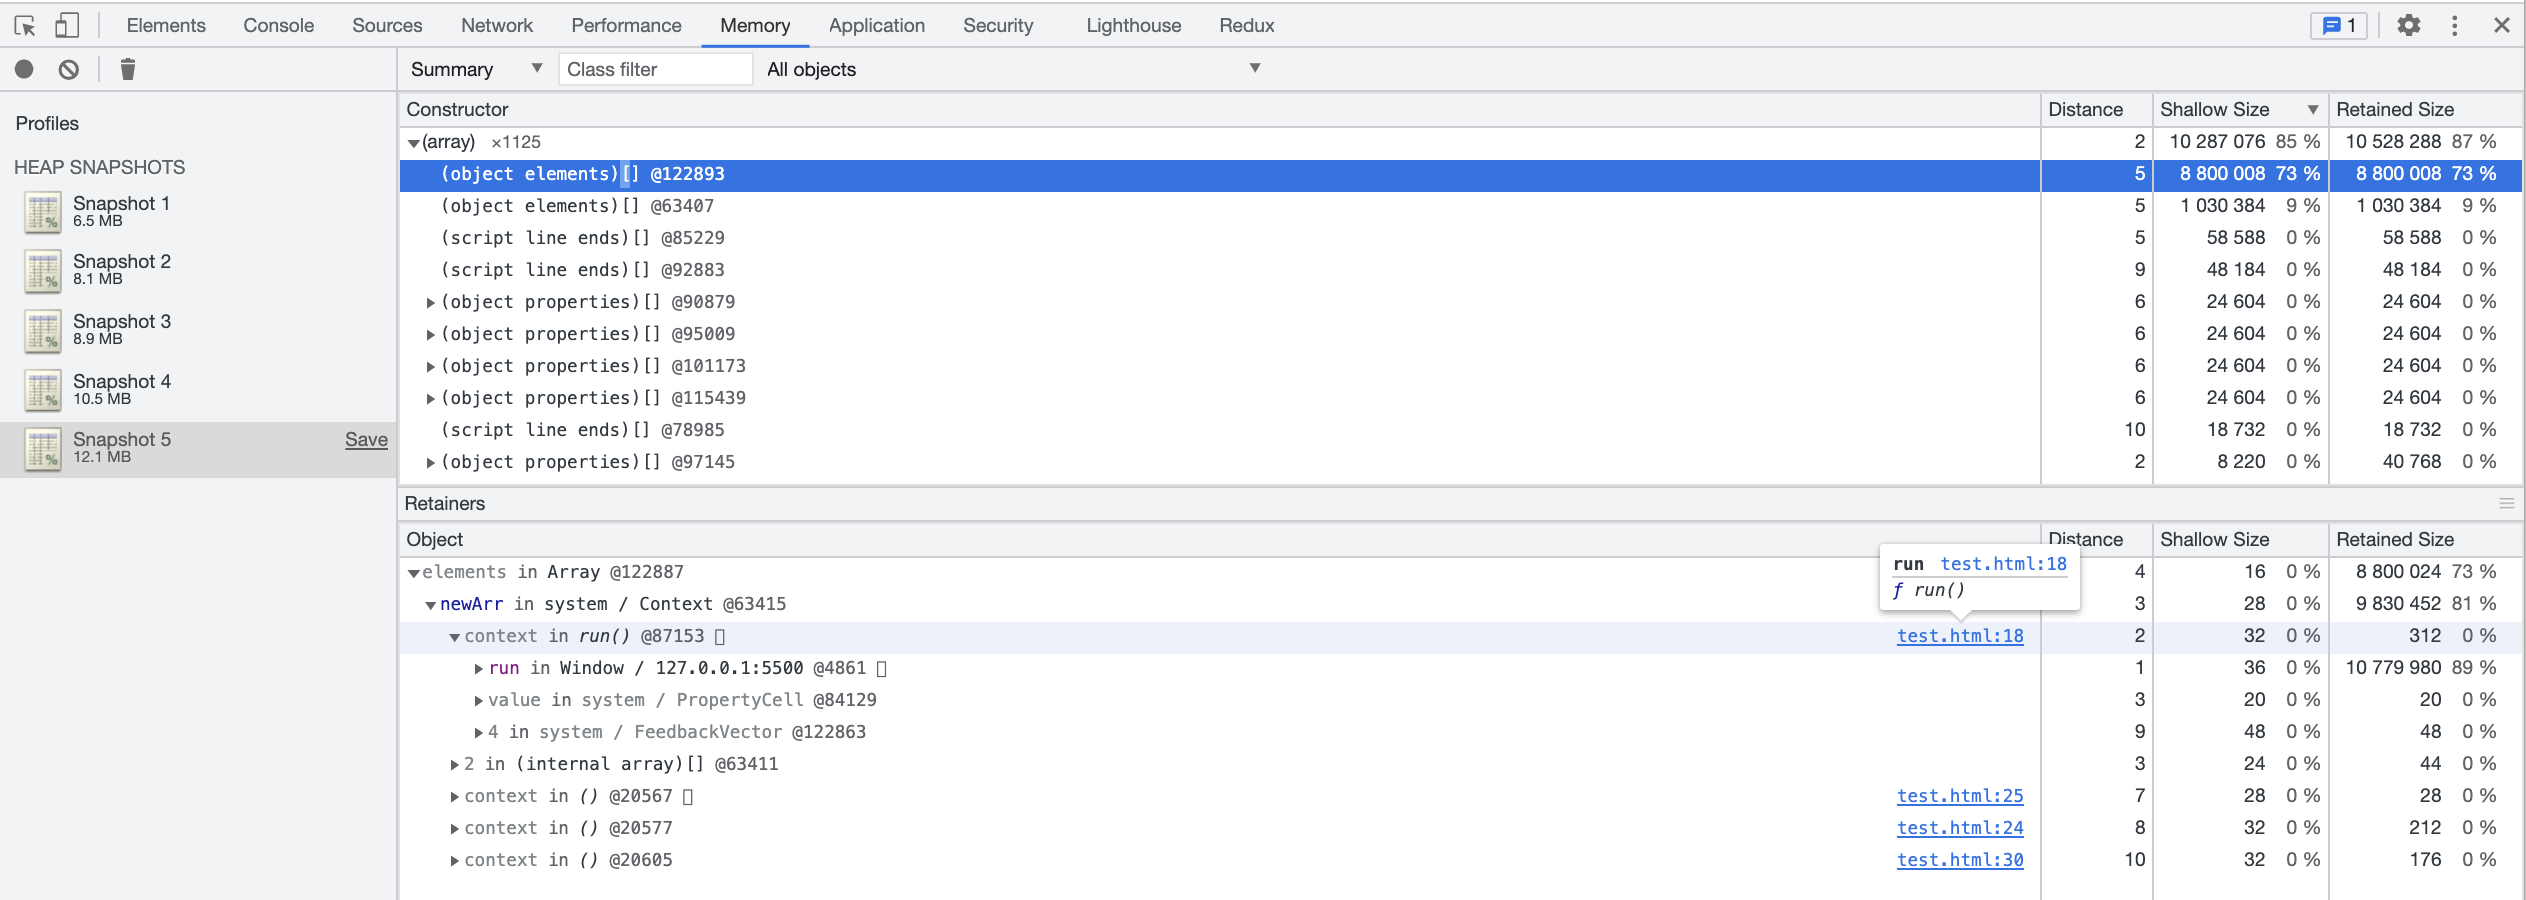 Elements Console Sources Network Performance Memory Application Security Lighthouse Redux 1
Summary Class filter All objects
Profiles
HEAP SNAPSHOTS
Snapshot 1
6.5 MB
Snapshot 2
8.1 MB
Snapshot 3
8.9 MB
Snapshot 4
10.5 MB
Snapshot 5 Save
12.1 MB
Constructor Distance Shallow Size Retained Size
(array) ×1125 2 10 287 076 85 % 10 528 288 87 %
(object elements)[] @122893 5 8 800 008 73 % 8 800 008 73 %
(object elements)[] @63407 5 1 030 384 9 % 1 030 384 9 %
(script line ends)[] @85229 5 58 588 0 % 58 588 0 %
(script line ends)[] @92883 9 48 184 0 % 48 184 0 %
(object properties)[] @90879 6 24 604 0 % 24 604 0 %
(object properties)[] @95009 6 24 604 0 % 24 604 0 %
(object properties)[] @101173 6 24 604 0 % 24 604 0 %
(object properties)[] @115439 6 24 604 0 % 24 604 0 %
(script line ends)[] @78985 10 18 732 0 % 18 732 0 %
(object properties)[] @97145 2 8 220 0 % 40 768 0 %
Retainers
Object Distance Shallow Size Retained Size
run test.html:18
ƒ run()
elements in Array @122887 4 16 0 % 8 800 024 73 %
newArr in system / Context @63415 3 28 0 % 9 830 452 81 %
context in run() @87153 test.html:18 2 32 0 % 312 0 %
run in Window / 127.0.0.1:5500 @4861 1 36 0 % 10 779 980 89 %
value in system / PropertyCell @84129 3 20 0 % 20 0 %
4 in system / FeedbackVector @122863 9 48 0 % 48 0 %
2 in (internal array)[] @63411 3 24 0 % 44 0 %
context in () @20567 test.html:25 7 28 0 % 28 0 %
context in () @20577 test.html:24 8 32 0 % 212 0 %
context in () @20605 test.html:30 10 32 0 % 176 0 %